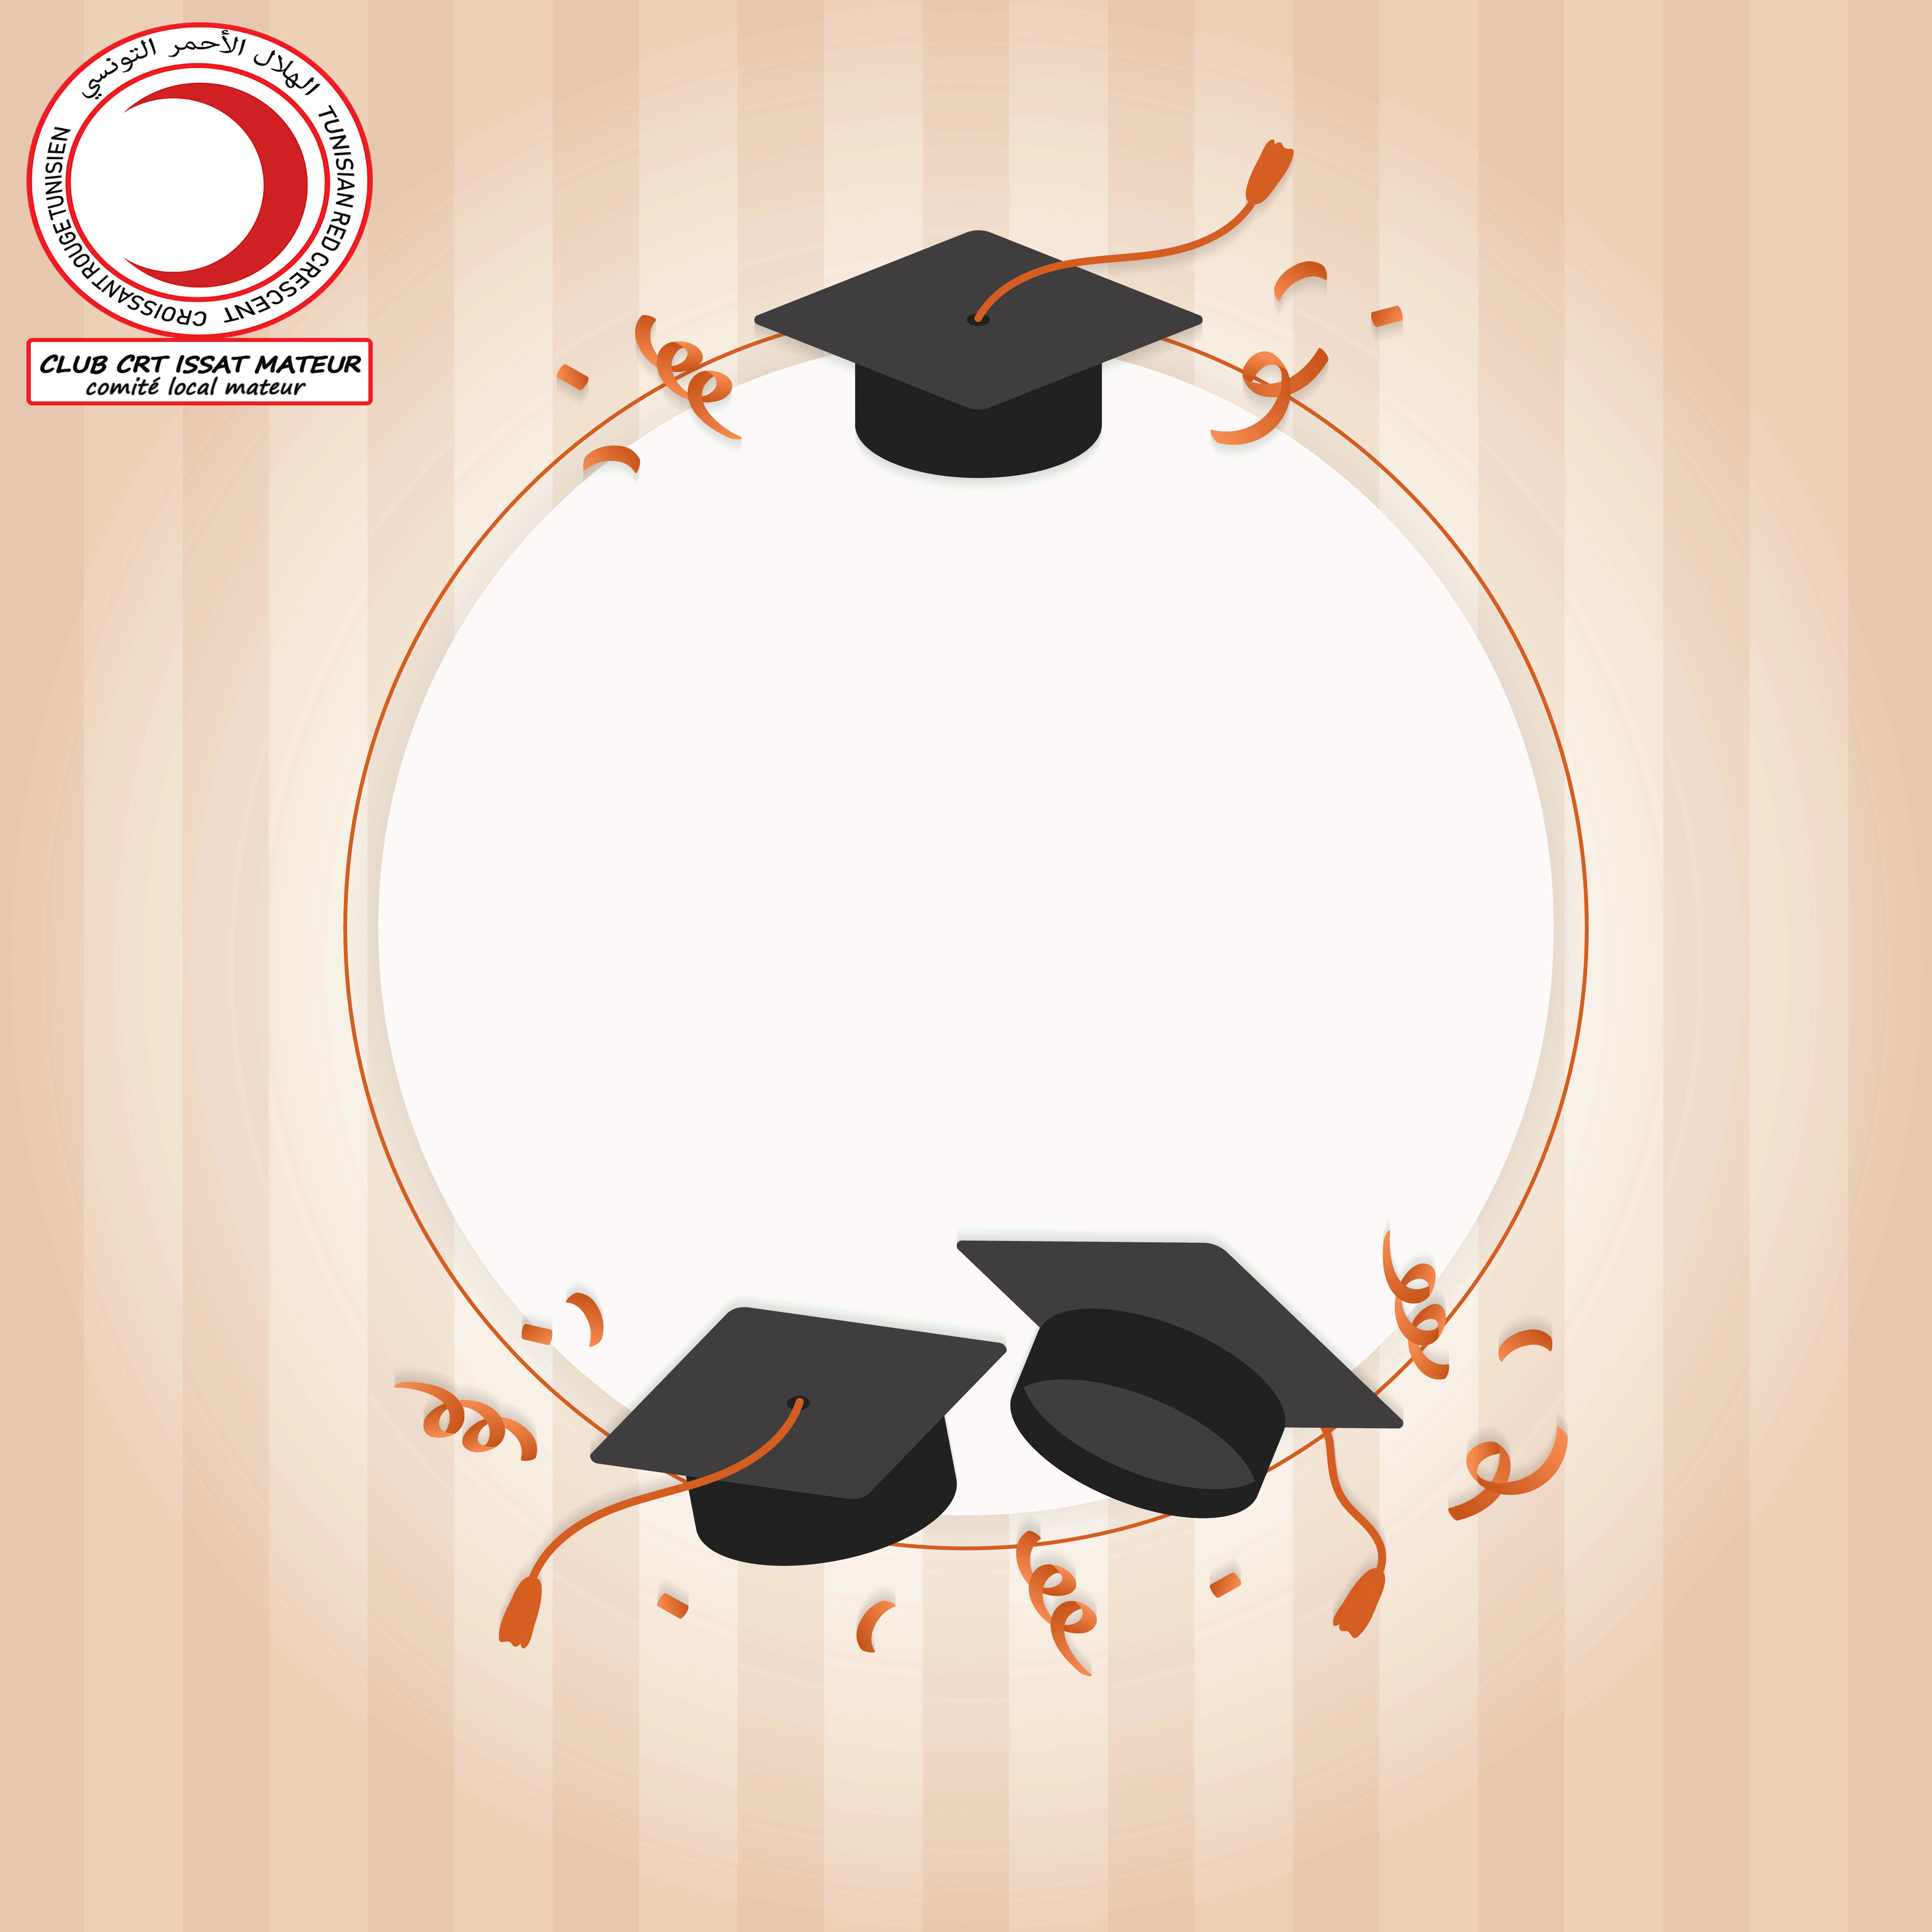 الهلال الأحمر التونسي
TUNISIAN RED CRESCENT
CROISSANT ROUGE TUNISIEN
CLUB CRT ISSAT MATEUR
comité local mateur